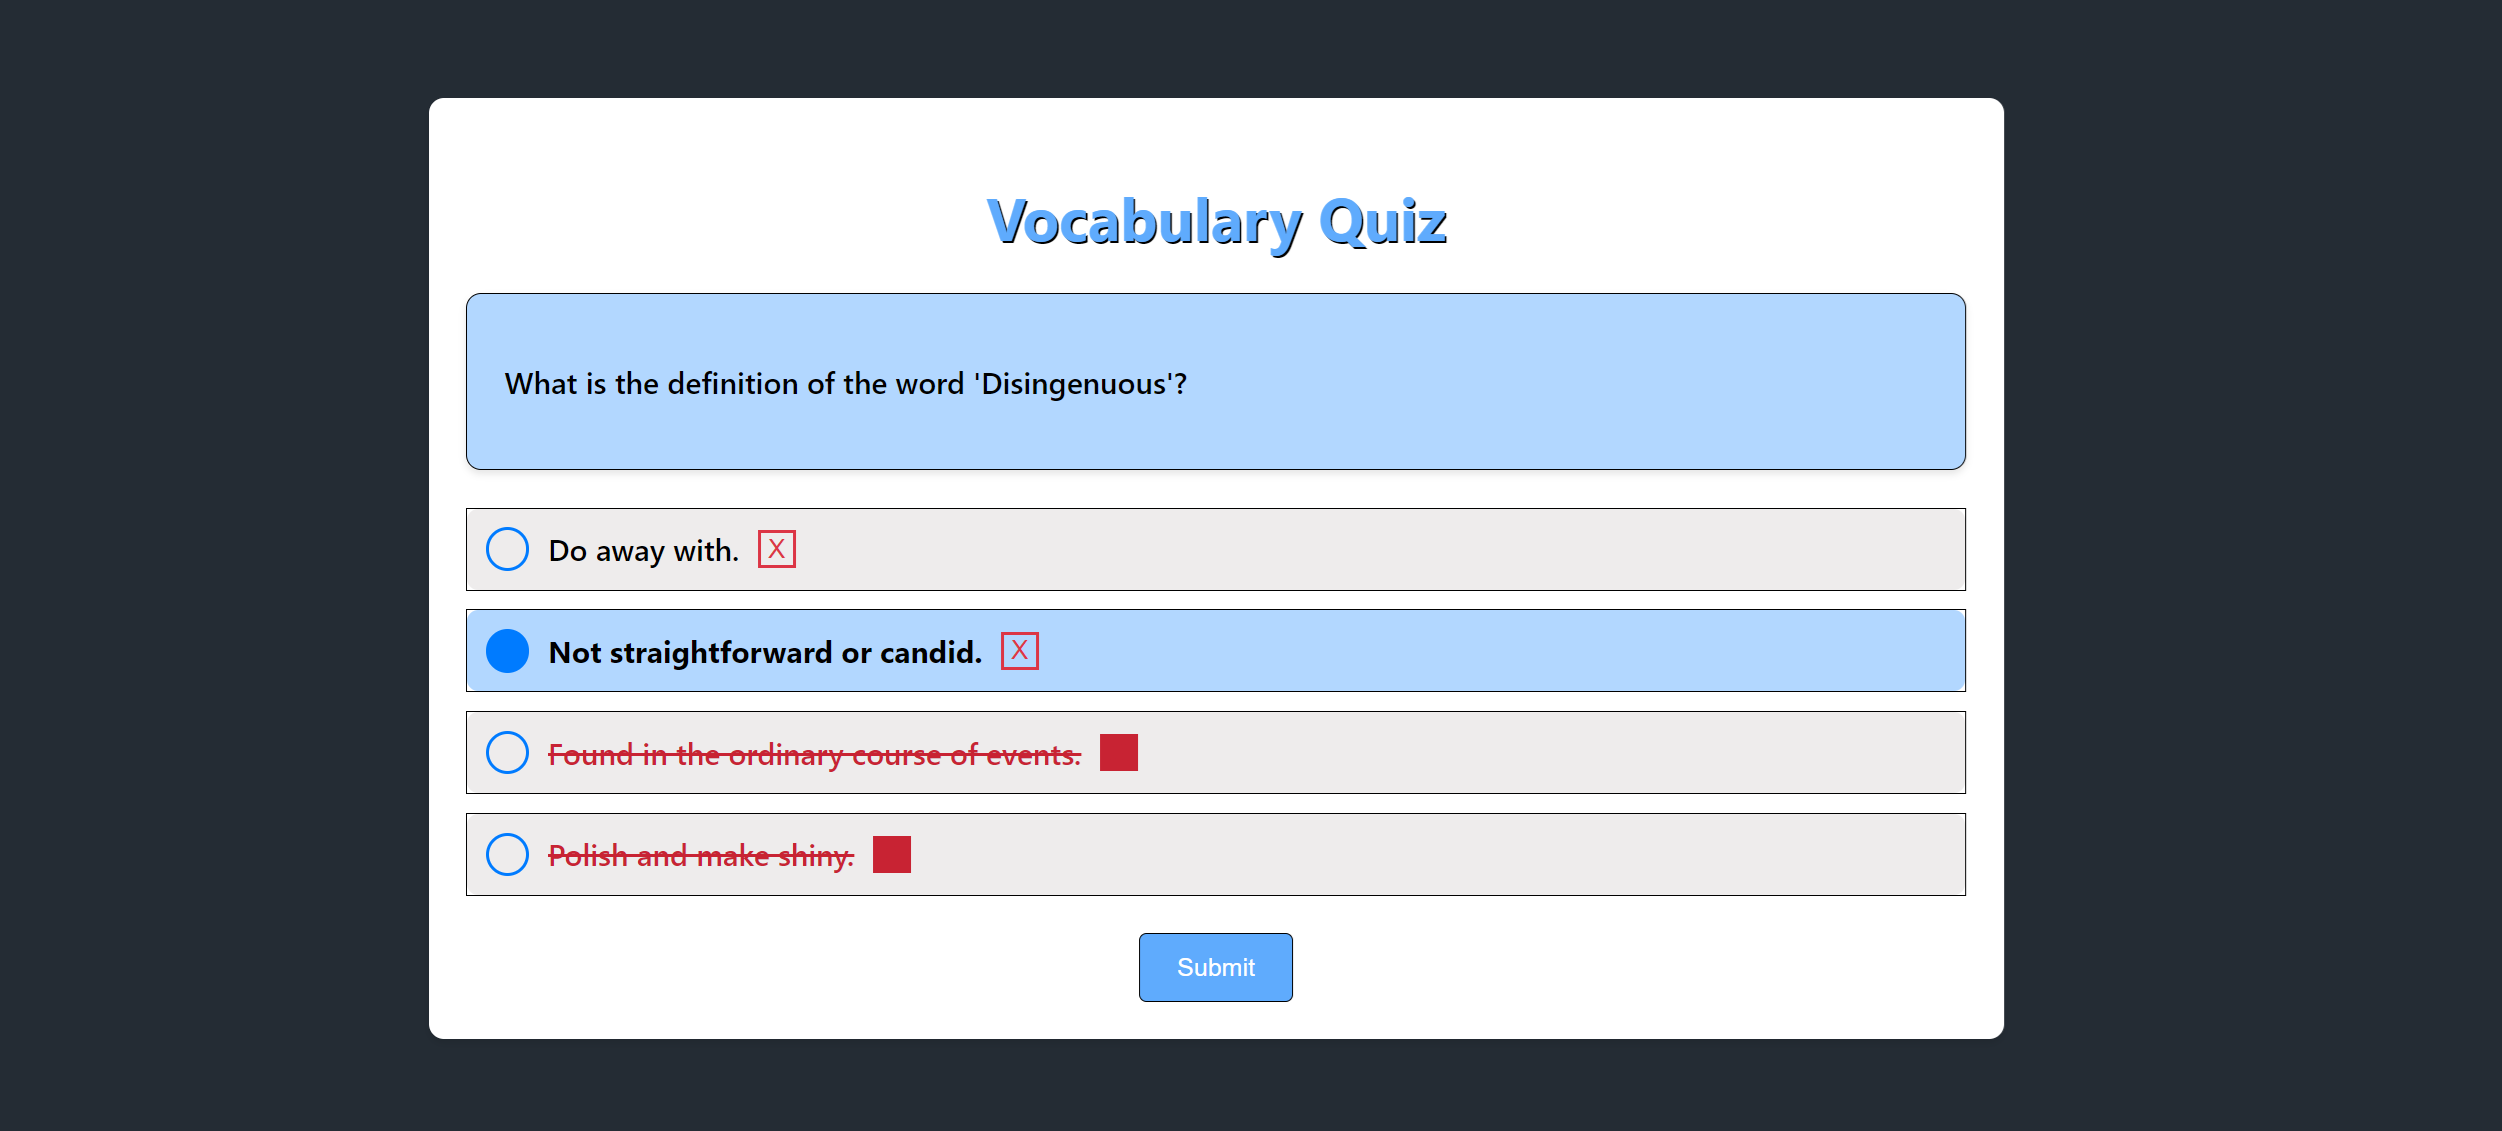 Vocabulary Quiz
What is the definition of the word 'Disingenuous'?
Do away with. X
Not straightforward or candid. X
Found in the ordinary course of events.
Polish and make shiny.
Submit